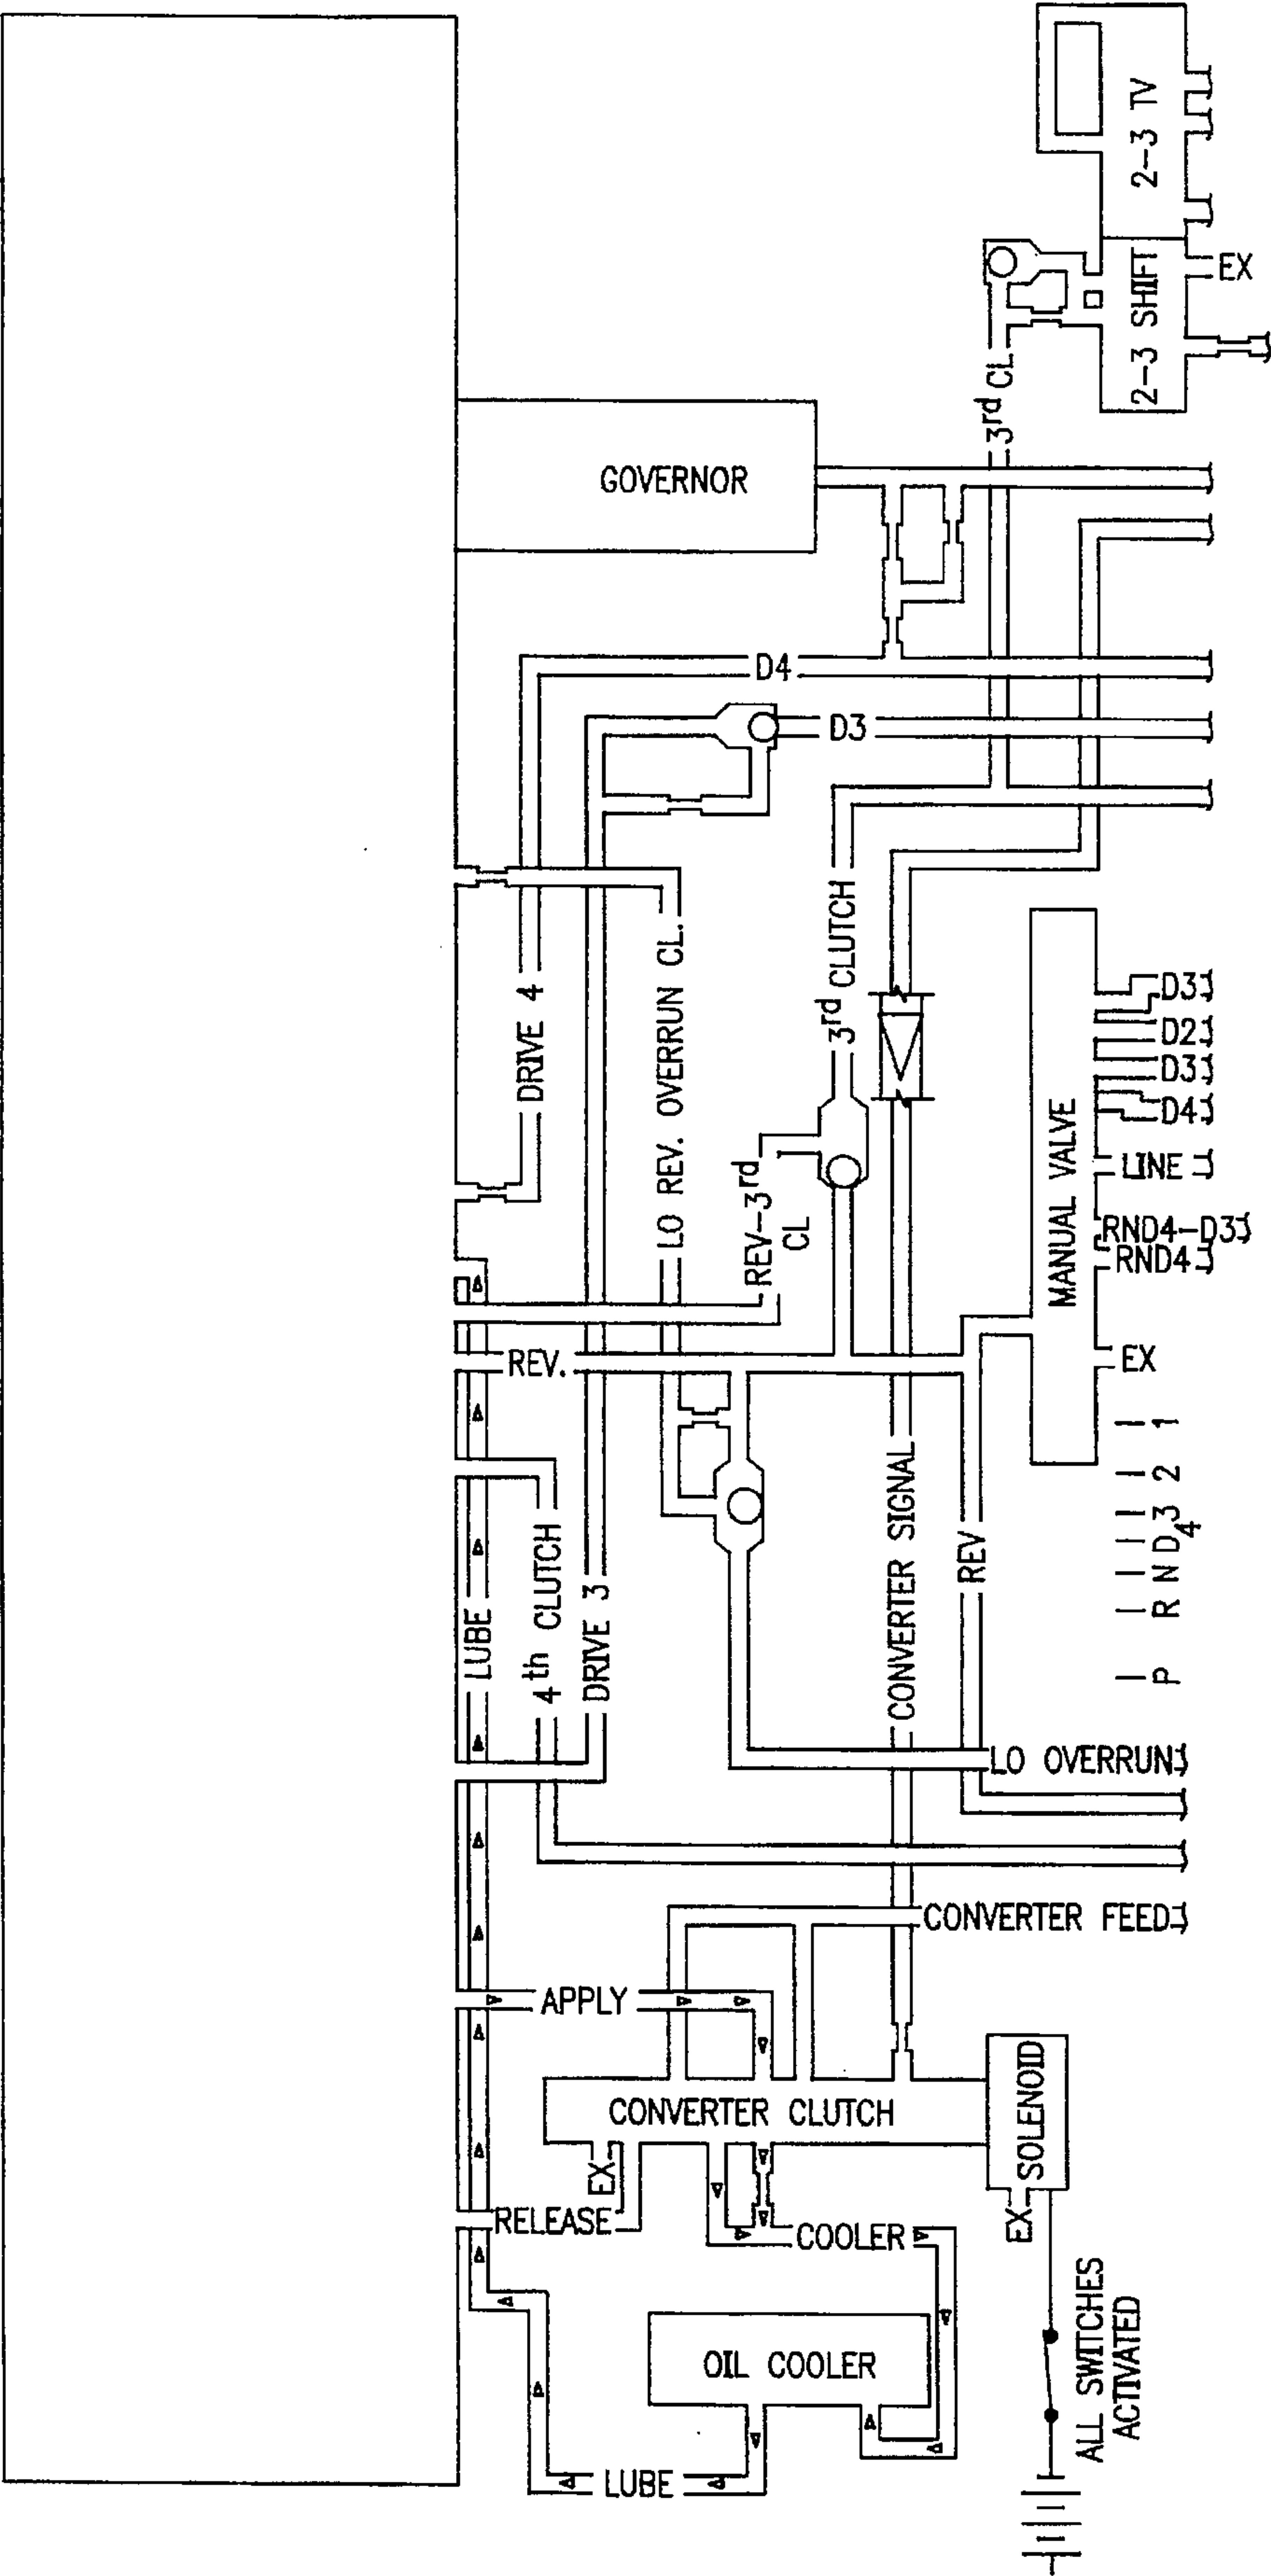 2-3 TV
2-3 SHIFT
EX
3rd CL
GOVERNOR
D4
D3
DRIVE 4
LO REV. OVERRUN CL.
3rd CLUTCH
REV-3rd
CL
MANUAL VALVE
D3
D2
D3
D4
LINE
RND4-D3
RND4
EX
REV.
1
2
3
D4
N
R
P
LUBE
4th CLUTCH
DRIVE 3
CONVERTER SIGNAL
REV
LO OVERRUN
CONVERTER FEED
APPLY
CONVERTER CLUTCH
SOLENOID
EX
RELEASE
COOLER
EX
OIL COOLER
LUBE
ALL SWITCHES
ACTIVATED